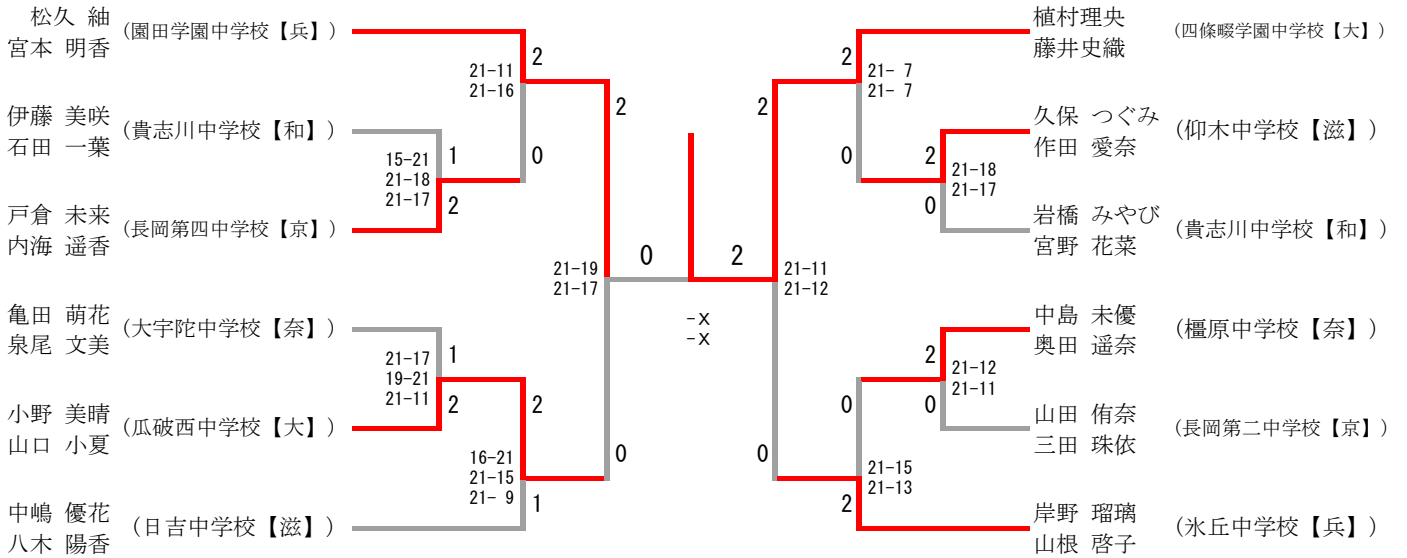 松久 紬
宮本 明香
(園田学園中学校【兵】)
伊藤 美咲
石田 一葉
(貴志川中学校【和】)
戸倉 未来
内海 遥香
(長岡第四中学校【京】)
亀田 萌花
泉尾 文美
(大宇陀中学校【奈】)
小野 美晴
山口 小夏
(瓜破西中学校【大】)
中嶋 優花
八木 陽香
(日吉中学校【滋】)
21-11
21-16
2
0
15-21
21-18
21-17
1
2
21-17
19-21
21-11
1
2
16-21
21-15
21- 9
2
1
21-19
21-17
2
0
0
2
-X
-X
21-11
21-12
2
0
21- 7
21- 7
2
0
21-18
21-17
2
0
21-12
21-11
2
0
21-15
21-13
0
2
植村理央
藤井史織
(四條畷学園中学校【大】)
久保 つぐみ
作田 愛奈
(仰木中学校【滋】)
岩橋 みやび
宮野 花菜
(貴志川中学校【和】)
中島 未優
奥田 遥奈
(橿原中学校【奈】)
山田 侑奈
三田 珠依
(長岡第二中学校【京】)
岸野 瑠璃
山根 啓子
(氷丘中学校【兵】)